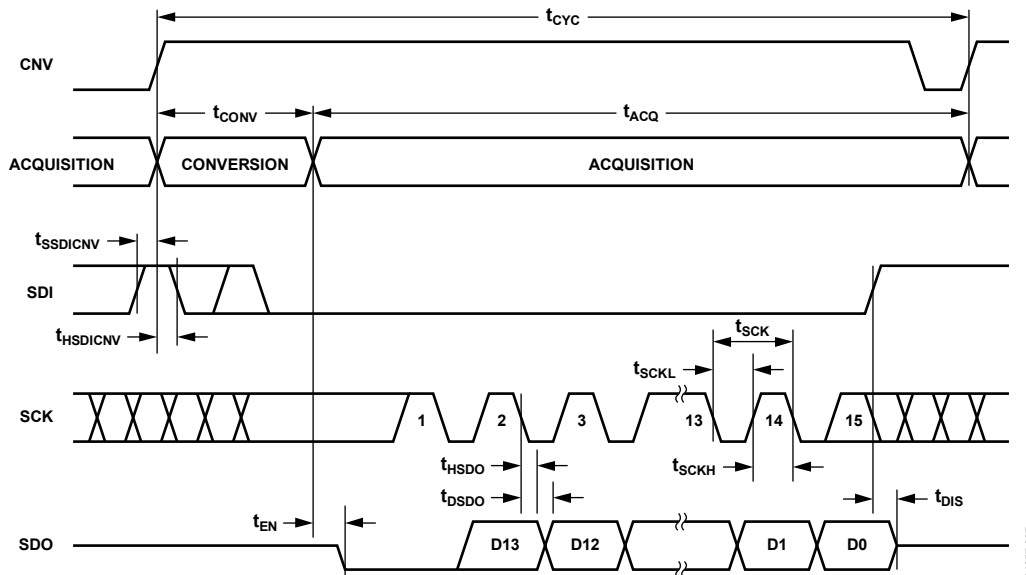 tCYC
CNV
tCONV
tACQ
ACQUISITION
CONVERSION
ACQUISITION
tSSDICNV
SDI
tHSDICNV
tSCK
tSCKL
SCK
1
2
3
13
14
15
tHSDO
tSCKH
tDSDO
tDIS
tEN
SDO
D13
D12
D1
D0